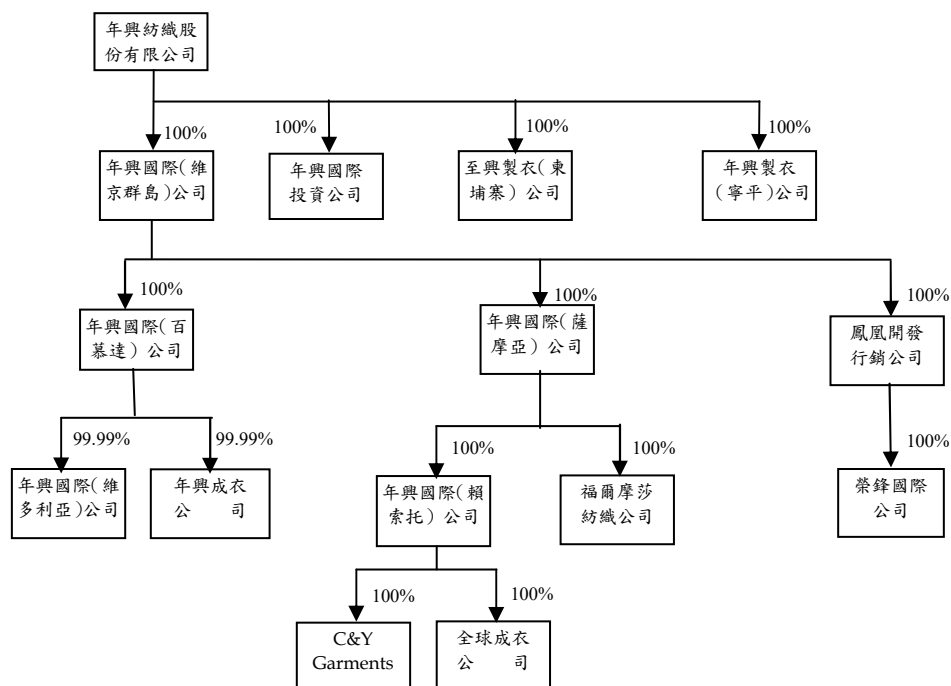 年興紡織股
份有限公司
100%
100%
100%
100%
年興國際(維
京群島)公司
年興國際
投資公司
至興製衣(柬
埔寨)公司
年興製衣
(寧平)公司
100%
100%
100%
年興國際(百
慕達)公司
年興國際(薩
摩亞)公司
鳳凰開發
行銷公司
99.99%
99.99%
100%
100%
100%
年興國際(維
多利亞)公司
年興成衣
公 司
年興國際(賴
索托)公司
福爾摩莎
紡織公司
榮鋒國際
公司
100%
100%
C&Y
Garments
全球成衣
公 司